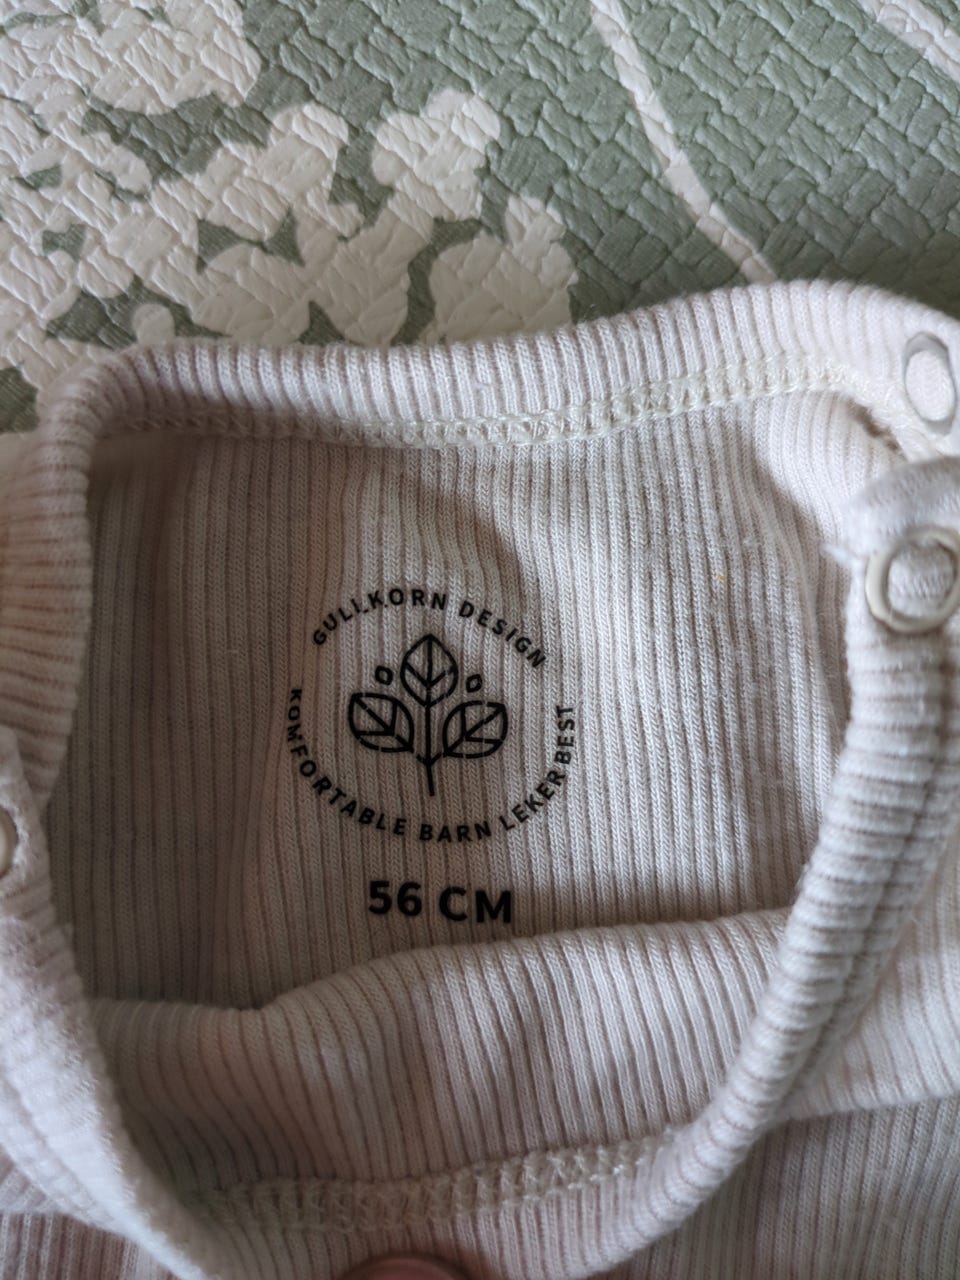 GULLKORN DESIGN
KOMFORTABLE BARN LEKER BEST
56 CM